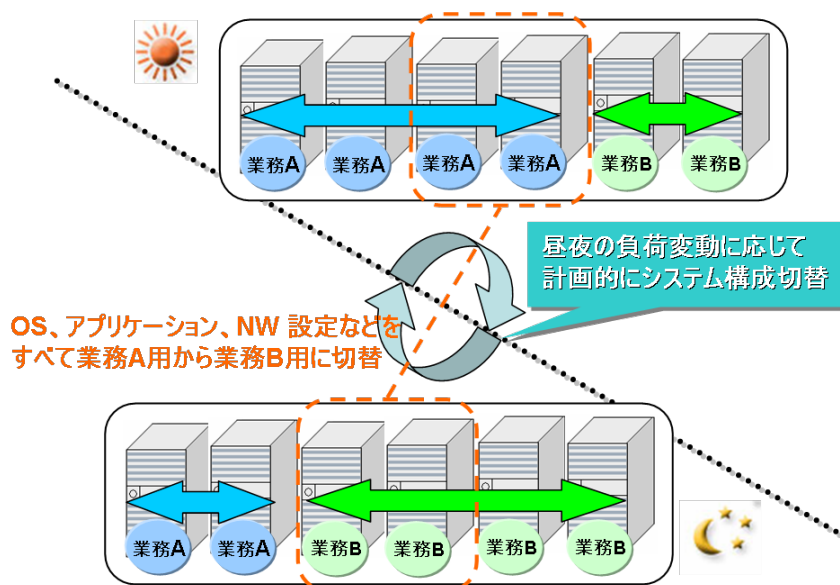 業務A 業務A 業務A 業務A 業務B 業務B
昼夜の負荷変動に応じて
計画的にシステム構成切替
OS、アプリケーション、NW 設定などを
すべて業務A用から業務B用に切替
業務A 業務A 業務B 業務B 業務B 業務B